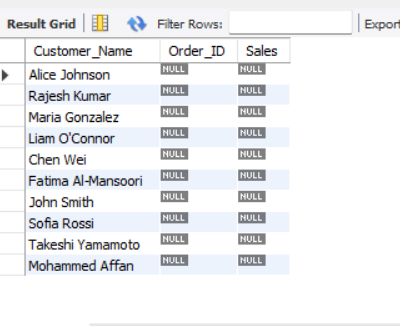 Result Grid Filter Rows: Export
Customer_Name Order_ID Sales
Alice Johnson NULL NULL
Rajesh Kumar NULL NULL
Maria Gonzalez NULL NULL
Liam O'Connor NULL NULL
Chen Wei NULL NULL
Fatima Al-Mansoori NULL NULL
John Smith NULL NULL
Sofia Rossi NULL NULL
Takeshi Yamamoto NULL NULL
Mohammed Affan NULL NULL